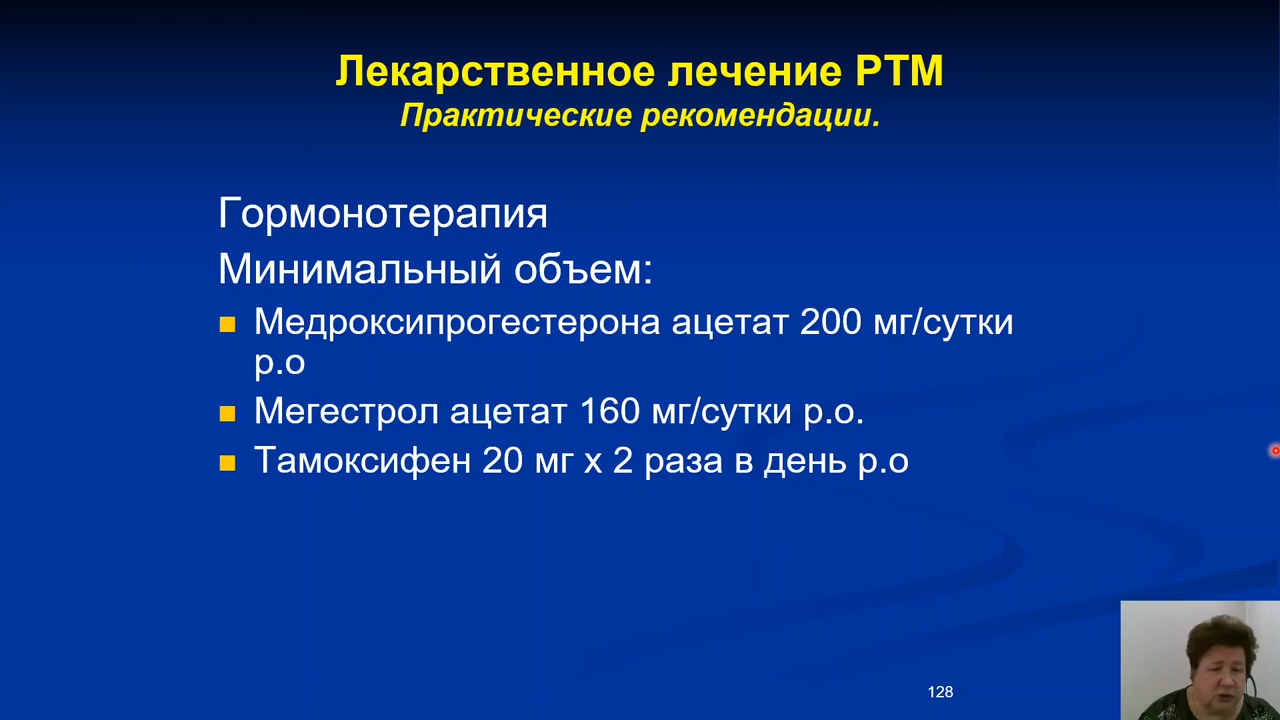 Лекарственное лечение РТМ
Практические рекомендации.
Гормонотерапия
Минимальный объем:
Медроксипрогестерона ацетат 200 мг/сутки
р.о
Мегестрол ацетат 160 мг/сутки р.о.
Тамоксифен 20 мг х 2 раза в день р.о
128